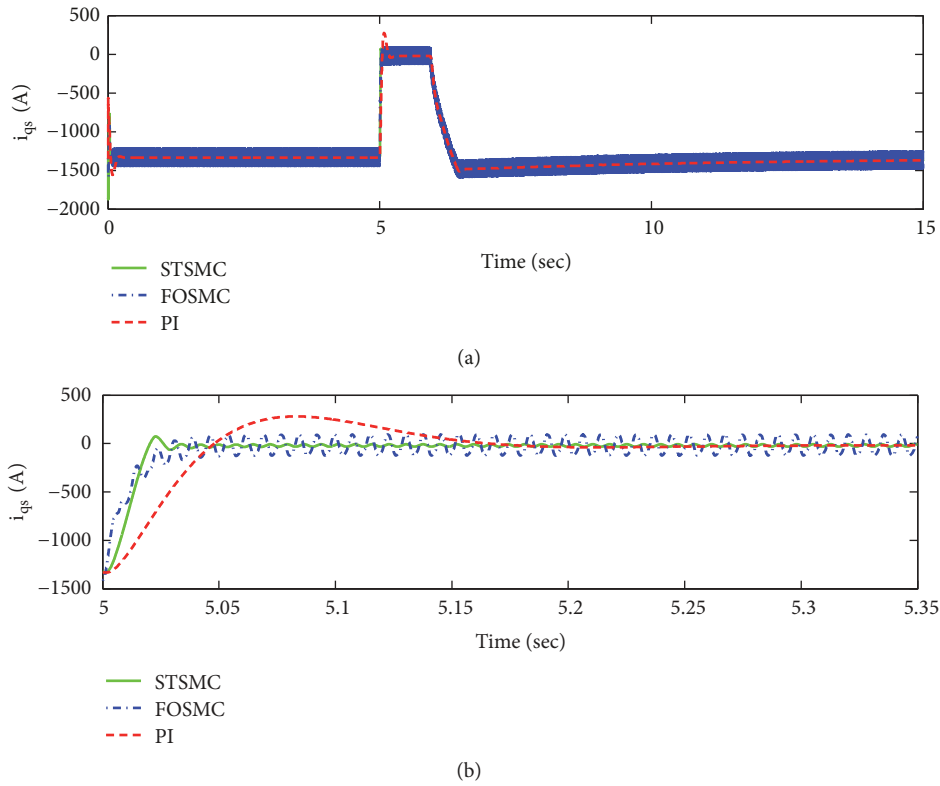 500
0
−500
−1000
−1500
−2000
i_qs (A)
0 5 10 15
Time (sec)
STSMC
FOSMC
PI
(a)
500
0
−500
−1000
−1500
i_qs (A)
5 5.05 5.1 5.15 5.2 5.25 5.3 5.35
Time (sec)
STSMC
FOSMC
PI
(b)